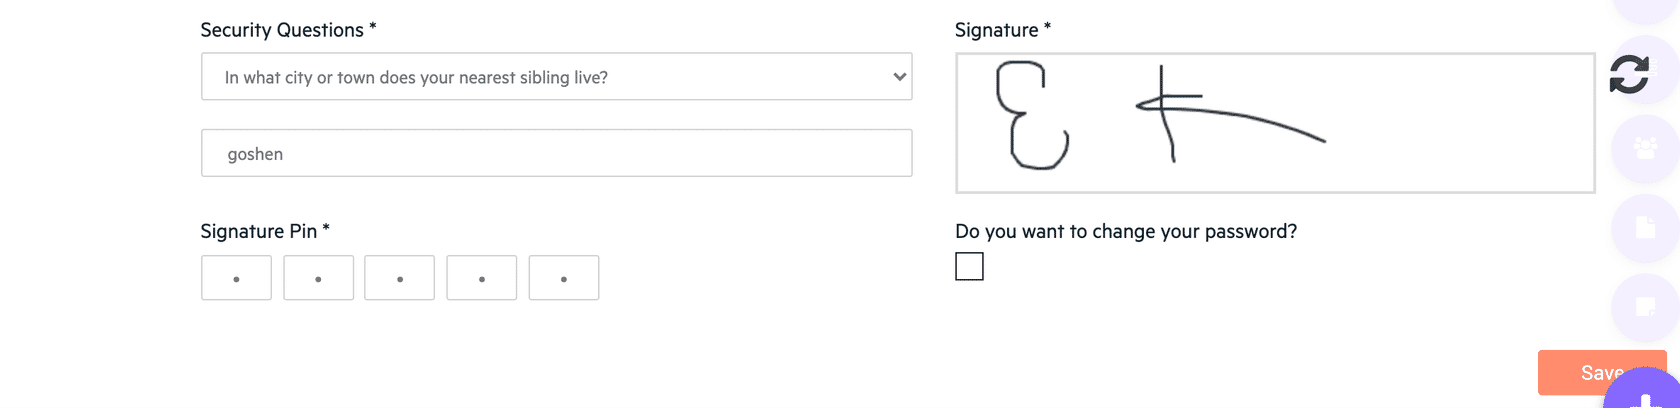 Security Questions *
In what city or town does your nearest sibling live?
goshen
Signature Pin *
Signature *
Do you want to change your password?
Save